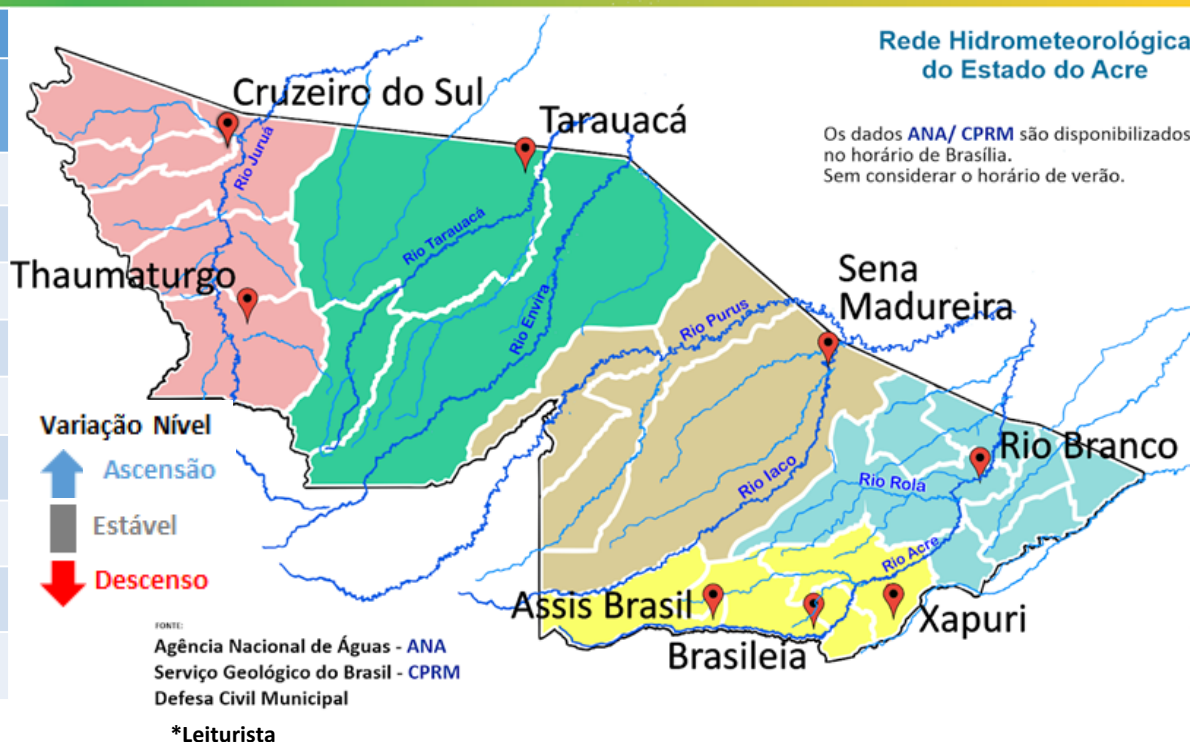 Rede Hidrometeorológica
do Estado do Acre
Os dados ANA/ CPRM são disponibilizados
no horário de Brasília.
Sem considerar o horário de verão.
Cruzeiro do Sul
Tarauacá
Rio Juruá
Rio Tarauacá
Thaumaturgo
Rio Envira
Sena
Madureira
Rio Purus
Variação Nível
Ascensão
Estável
Descenso
Rio Branco
Rio Iaco
Rio Rola
Rio Acre
Assis Brasil
Xapuri
Brasileia
FONTE:
Agência Nacional de Águas - ANA
Serviço Geológico do Brasil - CPRM
Defesa Civil Municipal
*Leiturista